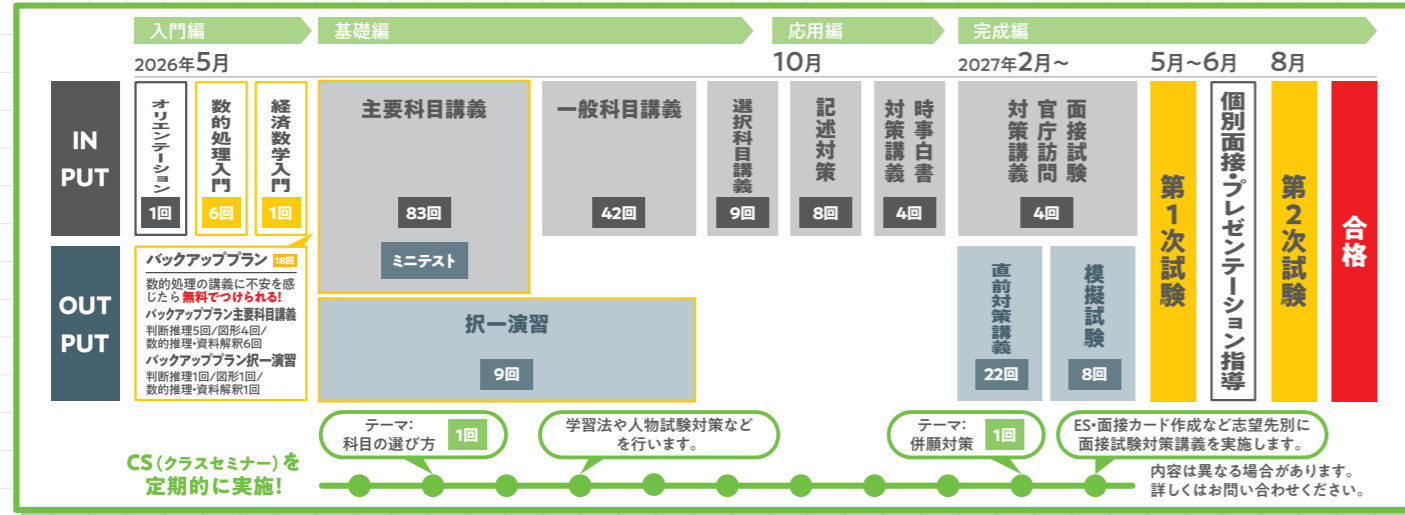 入門編
基礎編
応用編
完成編
2026年5月
10月
2027年2月～
5月～6月
8月
IN
PUT
オリエンテーション
1回
数的処理入門
6回
経済数学入門
1回
主要科目講義
83回
ミニテスト
一般科目講義
42回
選択科目講義
9回
記述対策
8回
時事白書
対策講義
4回
面接試験
官庁訪問
対策講義
4回
第1次試験
個別面接・プレゼンテーション指導
第2次試験
合格
OUT
PUT
バックアッププラン 18回
数的処理の講義に不安を感
じたら無料でつけられる!
バックアッププラン主要科目講義
判断推理5回/図形4回/
数的推理・資料解釈6回
バックアッププラン択一演習
判断推理1回/図形1回/
数的推理・資料解釈1回
択一演習
9回
直前対策講義
22回
模擬試験
8回
CS(クラスセミナー)を
定期的に実施!
テーマ:
科目の選び方
1回
学習法や人物試験対策など
を行います。
テーマ:
併願対策
1回
ES・面接カード作成など志望先別に
面接試験対策講義を実施します。
内容は異なる場合があります。
詳しくはお問い合わせください。